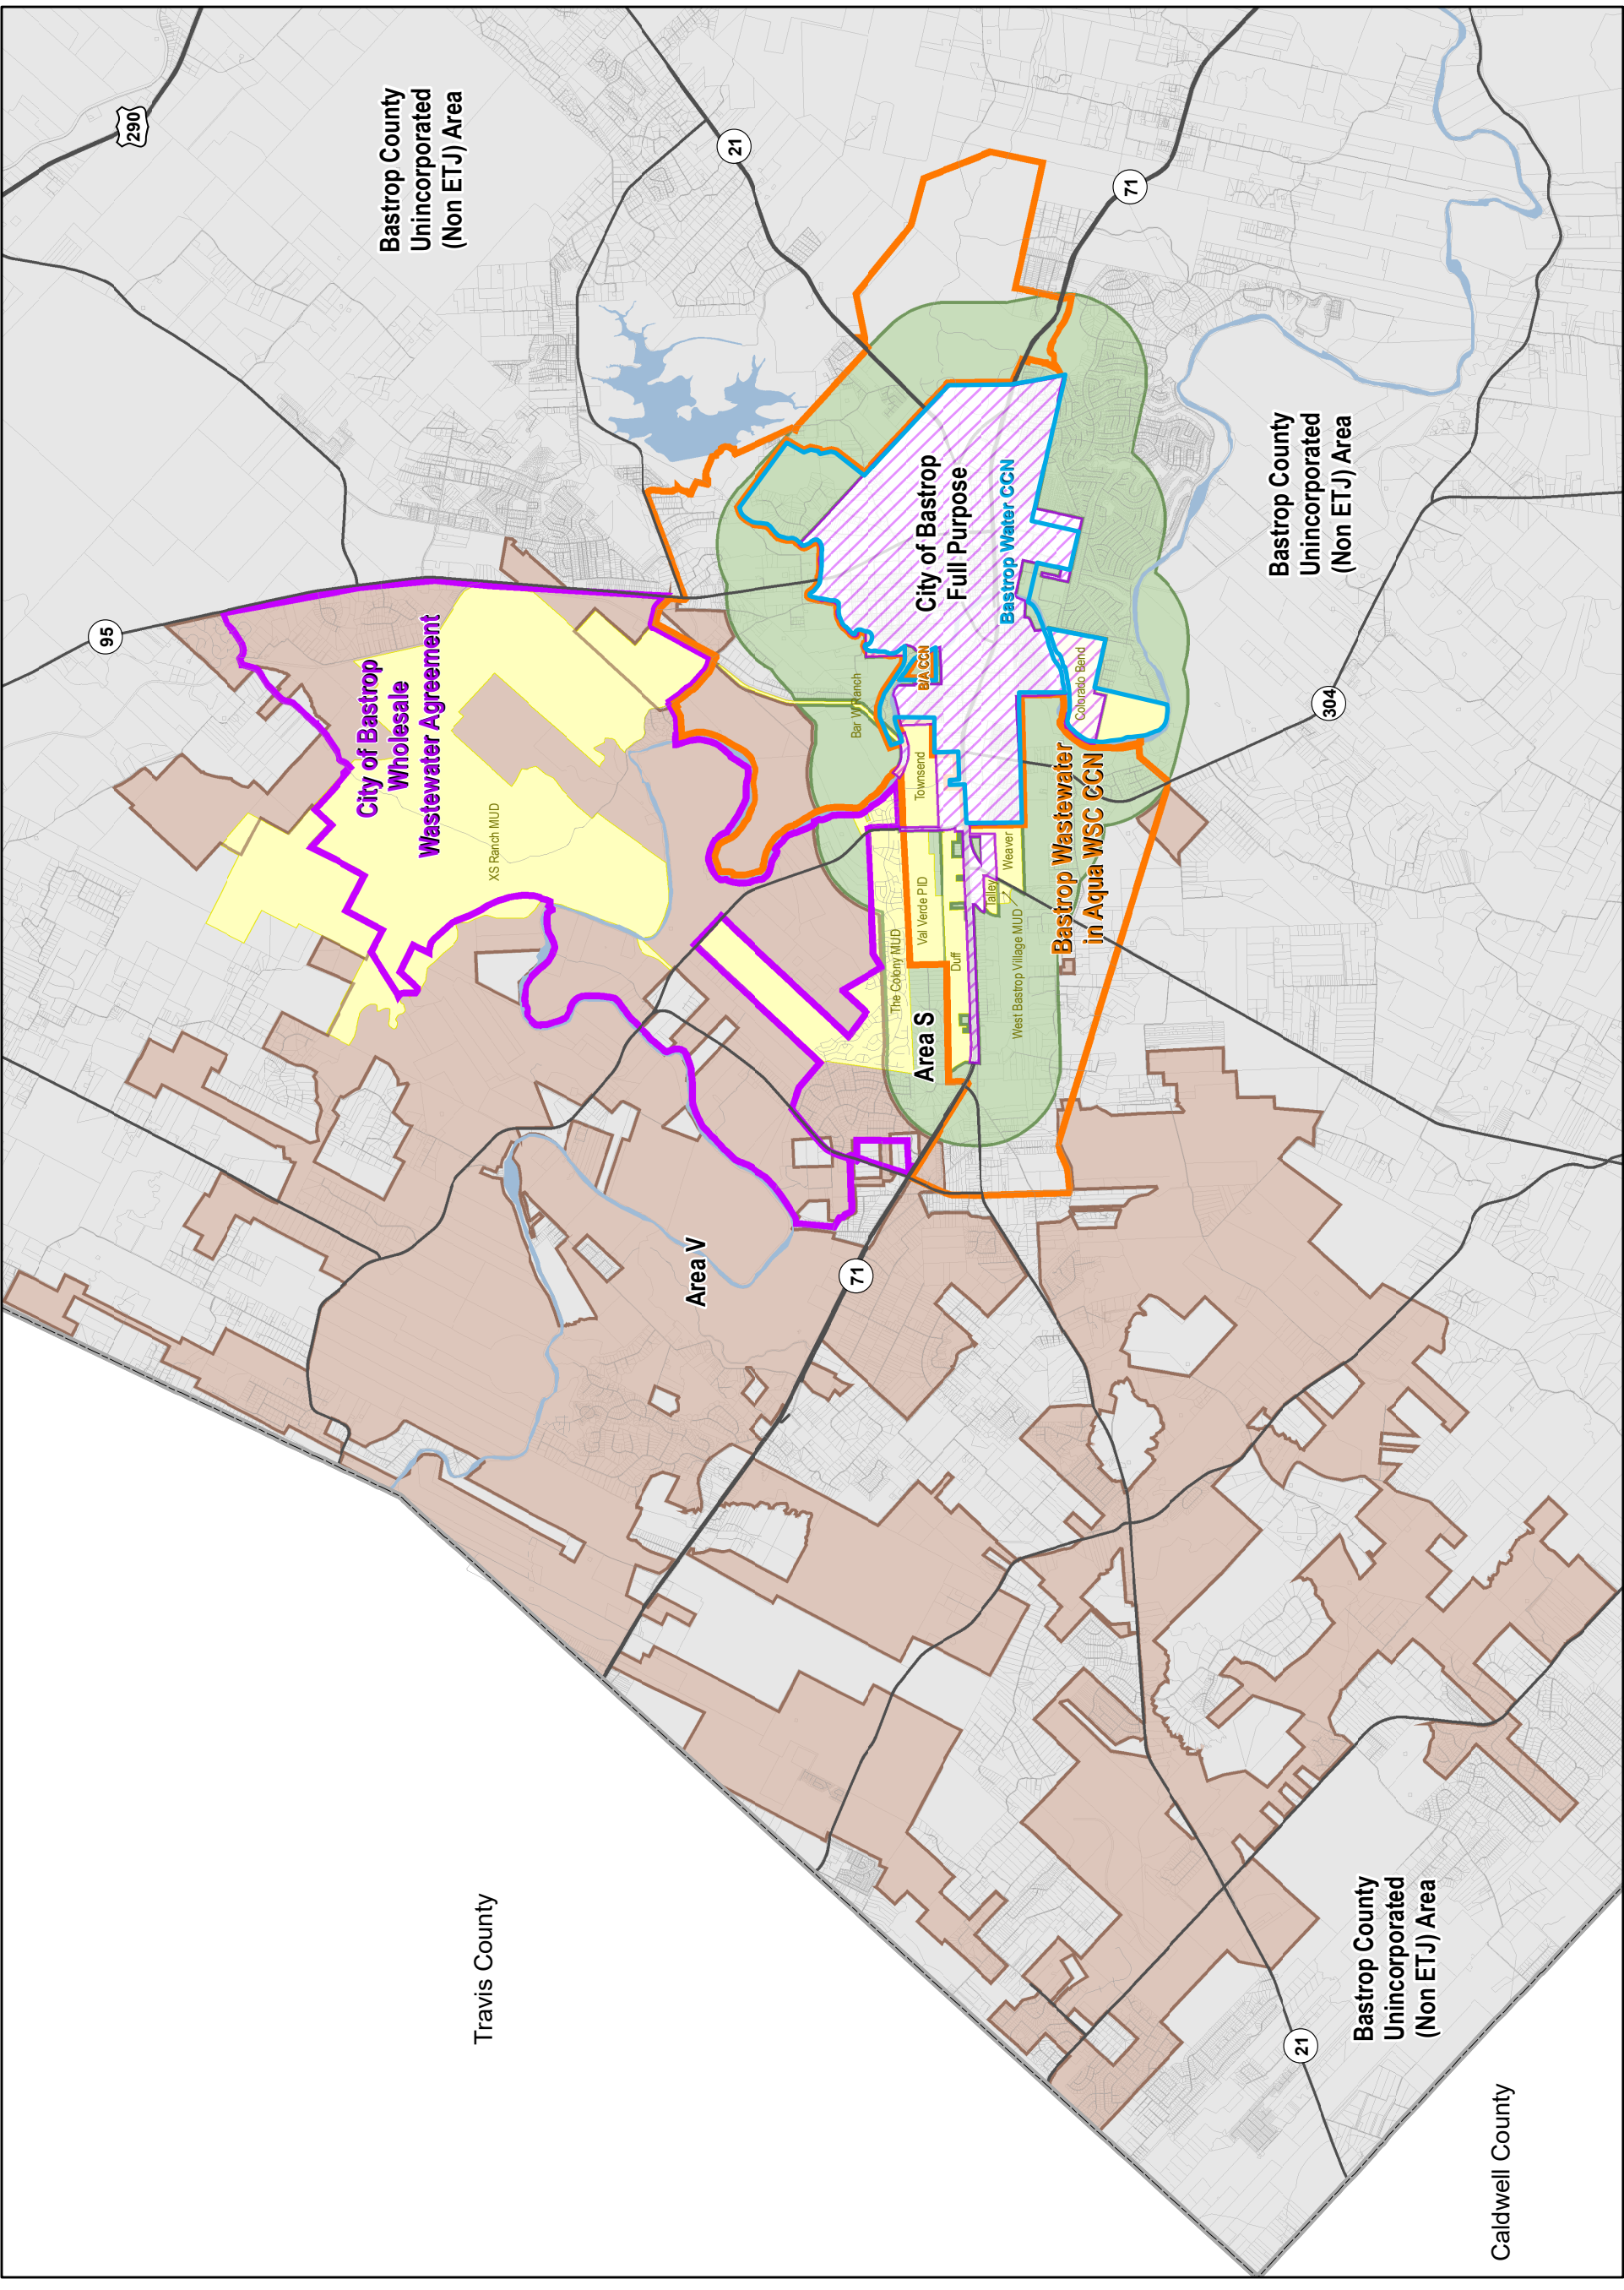 95
290
Bastrop County
Unincorporated
(Non ETJ) Area
City of Bastrop
Wholesale
Wastewater Agreement
Travis County
XS Ranch MUD
Area V
21
71
Bar W Ranch
The Colony MUD
Val Verde PID
Townsend
B/A CCN
Area S
City of Bastrop
Full Purpose
Duff
Talley
Weaver
Bastrop Water CCN
West Bastrop Village MUD
Bastrop Wastewater
in Aqua WSC CCN
Colorado Bend
71
Bastrop County
Unincorporated
(Non ETJ) Area
21
304
Bastrop County
Unincorporated
(Non ETJ) Area
Caldwell County